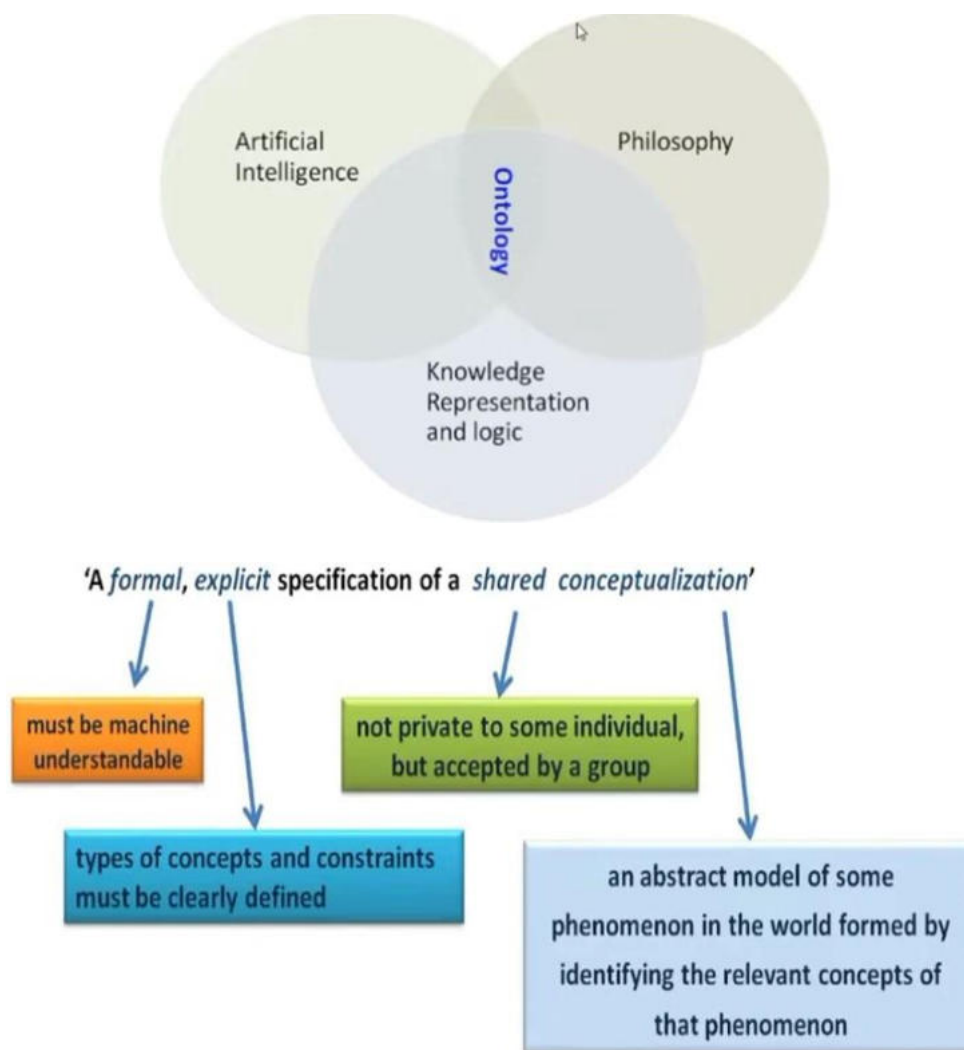 Artificial
Intelligence
Philosophy
Ontology
Knowledge
Representation
and logic
‘A formal, explicit specification of a shared conceptualization’
must be machine
understandable
not private to some individual,
but accepted by a group
types of concepts and constraints
must be clearly defined
an abstract model of some
phenomenon in the world formed by
identifying the relevant concepts of
that phenomenon